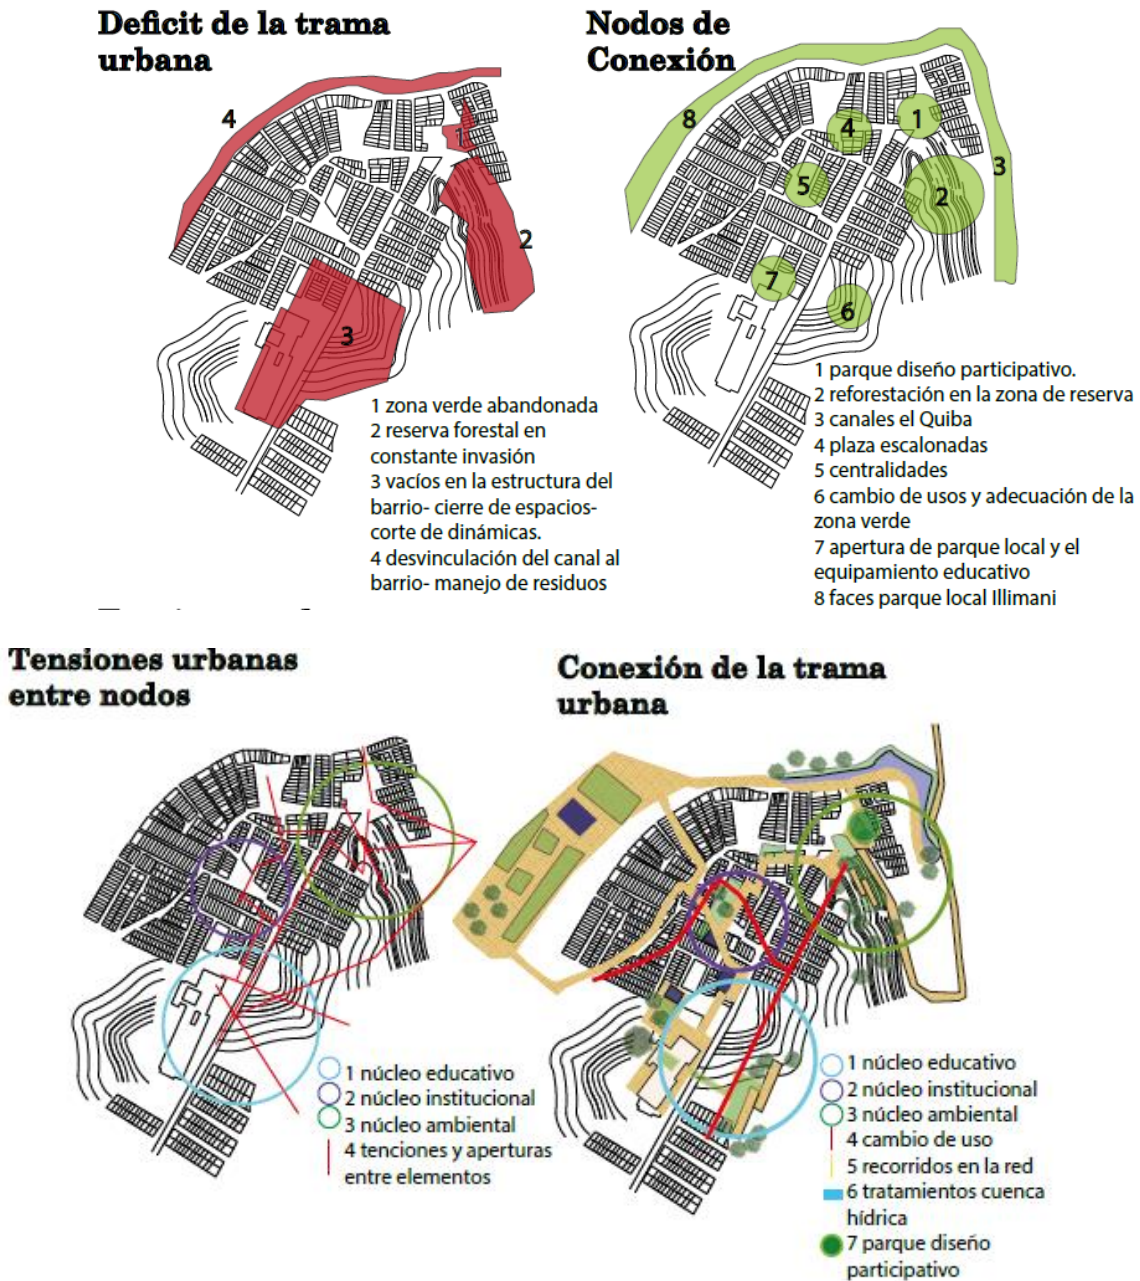 Deficit de la trama
urbana
4
1
2
3
1 zona verde abandonada
2 reserva forestal en
constante invasión
3 vacíos en la estructura del
barrio- cierre de espacios-
corte de dinámicas.
4 desvinculación del canal al
barrio- manejo de residuos
Nodos de
Conexión
8
4
1
3
5
2
7
6
1 parque diseño participativo.
2 reforestación en la zona de reserva
3 canales el Quiba
4 plaza escalonadas
5 centralidades
6 cambio de usos y adecuación de la
zona verde
7 apertura de parque local y el
equipamiento educativo
8 faces parque local Illimani
Tensiones urbanas
entre nodos
1 núcleo educativo
2 núcleo institucional
3 núcleo ambiental
4 tenciones y aperturas
entre elementos
Conexión de la trama
urbana
1 núcleo educativo
2 núcleo institucional
3 núcleo ambiental
4 cambio de uso
5 recorridos en la red
6 tratamientos cuenca
hídrica
7 parque diseño
participativo